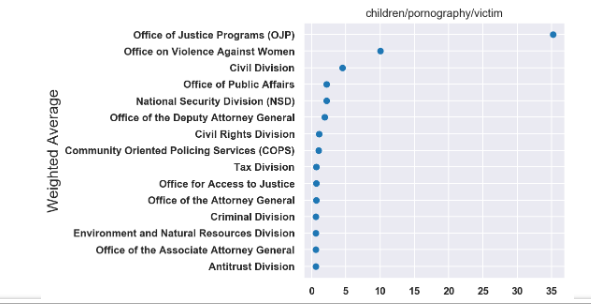 children/pornography/victim
Weighted Average
Office of Justice Programs (OJP)
Office on Violence Against Women
Civil Division
Office of Public Affairs
National Security Division (NSD)
Office of the Deputy Attorney General
Civil Rights Division
Community Oriented Policing Services (COPS)
Tax Division
Office for Access to Justice
Office of the Attorney General
Criminal Division
Environment and Natural Resources Division
Office of the Associate Attorney General
Antitrust Division
0 5 10 15 20 25 30 35